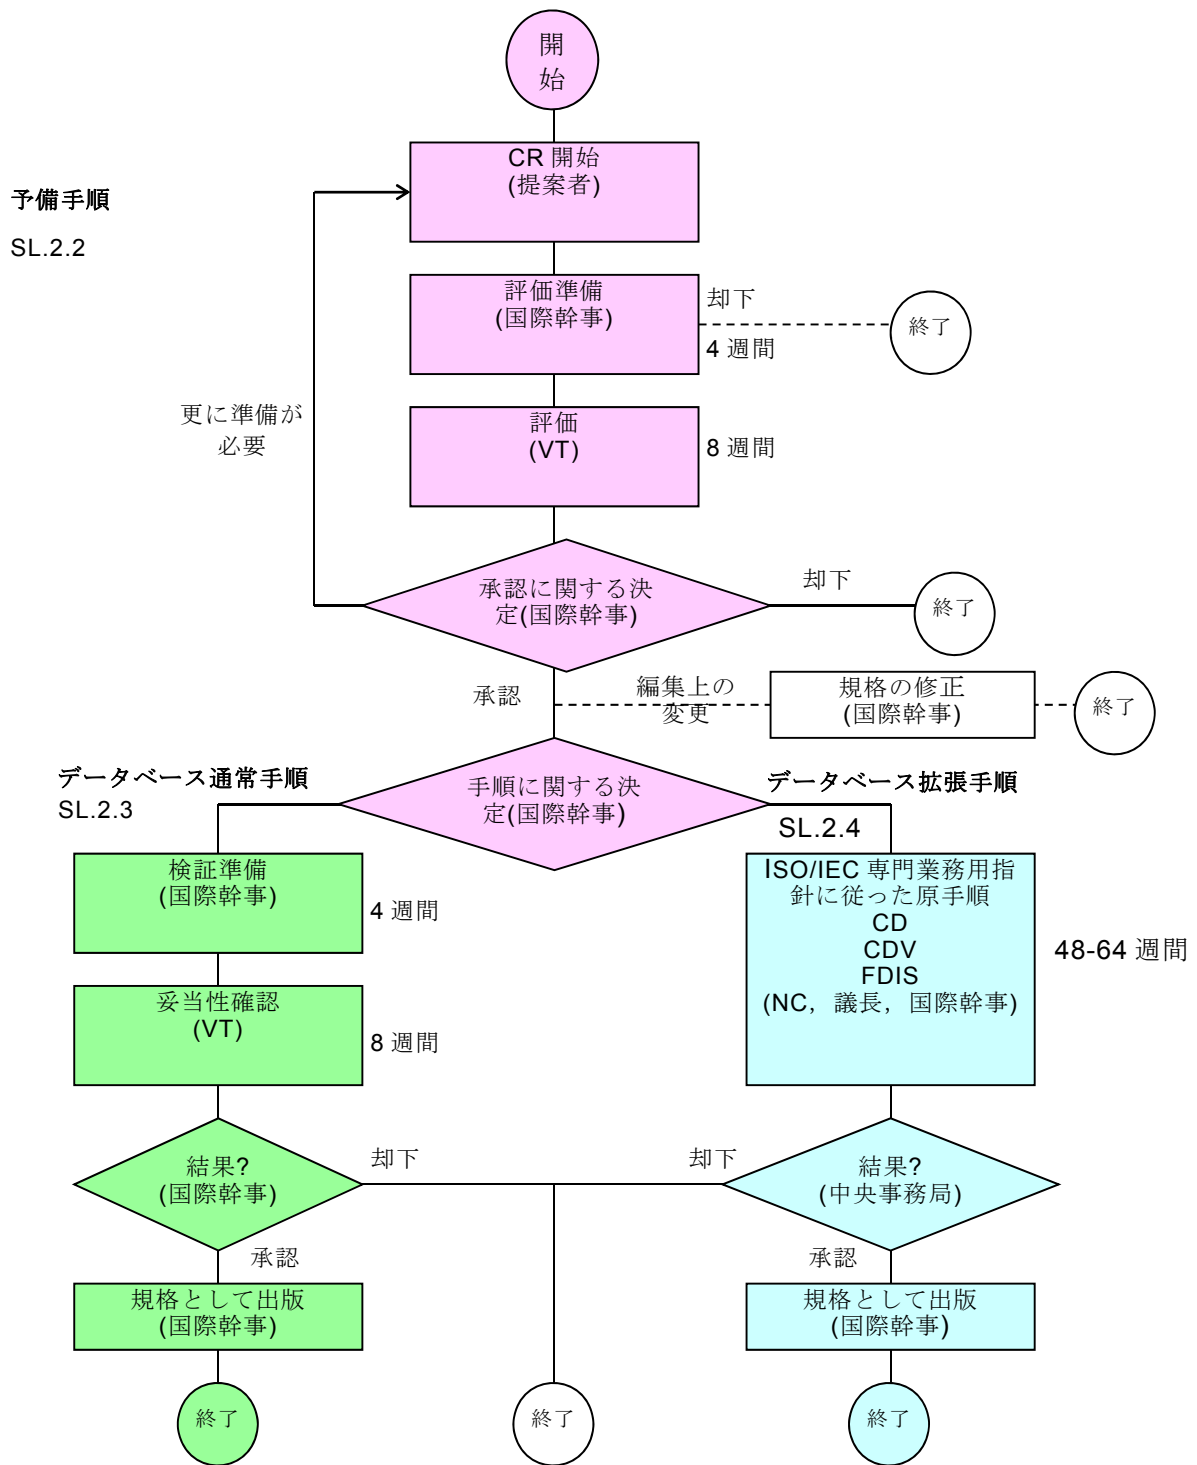 開
始
CR 開始
(提案者)
予備手順
SL.2.2
評価準備
(国際幹事)
却下
4 週間
終了
更に準備が
必要
評価
(VT)
8 週間
承認に関する決
定(国際幹事)
却下
終了
承認
編集上の
変更
規格の修正
(国際幹事)
終了
データベース通常手順
SL.2.3
手順に関する決
定(国際幹事)
データベース拡張手順
SL.2.4
検証準備
(国際幹事)
4 週間
ISO/IEC 専門業務用指
針に従った原手順
CD
CDV
FDIS
(NC，議長，国際幹事)
48-64 週間
妥当性確認
(VT)
8 週間
結果?
(国際幹事)
却下
却下
結果?
(中央事務局)
承認
承認
規格として出版
(国際幹事)
規格として出版
(国際幹事)
終了
終了
終了